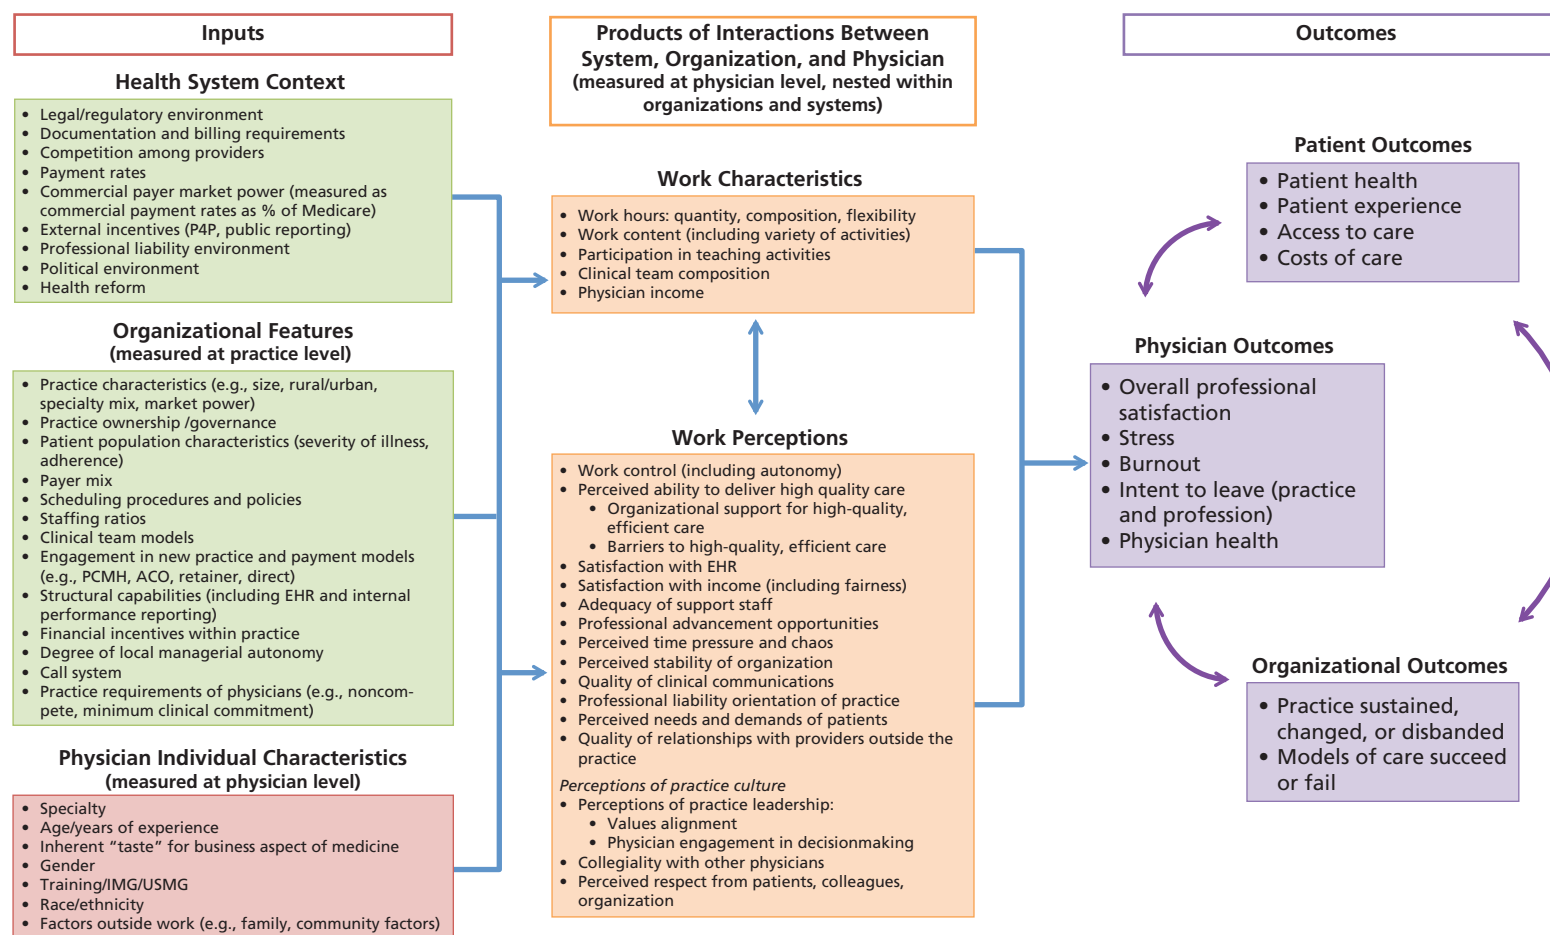 Inputs
Health System Context
• Legal/regulatory environment
• Documentation and billing requirements
• Competition among providers
• Payment rates
• Commercial payer market power (measured as
commercial payment rates as % of Medicare)
• External incentives (P4P, public reporting)
• Professional liability environment
• Political environment
• Health reform
Organizational Features
(measured at practice level)
• Practice characteristics (e.g., size, rural/urban,
specialty mix, market power)
• Practice ownership /governance
• Patient population characteristics (severity of illness,
adherence)
• Payer mix
• Scheduling procedures and policies
• Staffing ratios
• Clinical team models
• Engagement in new practice and payment models
(e.g., PCMH, ACO, retainer, direct)
• Structural capabilities (including EHR and internal
performance reporting)
• Financial incentives within practice
• Degree of local managerial autonomy
• Call system
• Practice requirements of physicians (e.g., noncom-
pete, minimum clinical commitment)
Physician Individual Characteristics
(measured at physician level)
• Specialty
• Age/years of experience
• Inherent “taste” for business aspect of medicine
• Gender
• Training/IMG/USMG
• Race/ethnicity
• Factors outside work (e.g., family, community factors)
Products of Interactions Between
System, Organization, and Physician
(measured at physician level, nested within
organizations and systems)
Work Characteristics
• Work hours: quantity, composition, flexibility
• Work content (including variety of activities)
• Participation in teaching activities
• Clinical team composition
• Physician income
Work Perceptions
• Work control (including autonomy)
• Perceived ability to deliver high quality care
• Organizational support for high-quality,
efficient care
• Barriers to high-quality, efficient care
• Satisfaction with EHR
• Satisfaction with income (including fairness)
• Adequacy of support staff
• Professional advancement opportunities
• Perceived time pressure and chaos
• Perceived stability of organization
• Quality of clinical communications
• Professional liability orientation of practice
• Perceived needs and demands of patients
• Quality of relationships with providers outside the
practice
Perceptions of practice culture
• Perceptions of practice leadership:
• Values alignment
• Physician engagement in decisionmaking
• Collegiality with other physicians
• Perceived respect from patients, colleagues,
organization
Outcomes
Patient Outcomes
• Patient health
• Patient experience
• Access to care
• Costs of care
Physician Outcomes
• Overall professional
satisfaction
• Stress
• Burnout
• Intent to leave (practice
and profession)
• Physician health
Organizational Outcomes
• Practice sustained,
changed, or disbanded
• Models of care succeed
or fail